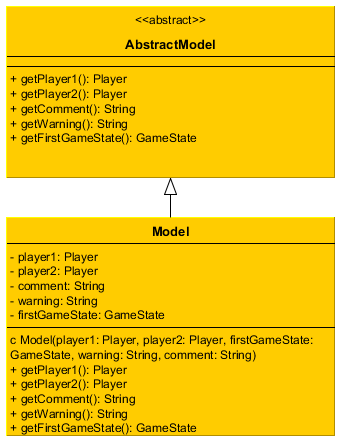 <<abstract>>
AbstractModel
+ getPlayer1(): Player
+ getPlayer2(): Player
+ getComment(): String
+ getWarning(): String
+ getFirstGameState(): GameState
Model
- player1: Player
- player2: Player
- comment: String
- warning: String
- firstGameState: GameState
c Model(player1: Player, player2: Player, firstGameState:
GameState, warning: String, comment: String)
+ getPlayer1(): Player
+ getPlayer2(): Player
+ getComment(): String
+ getWarning(): String
+ getFirstGameState(): GameState